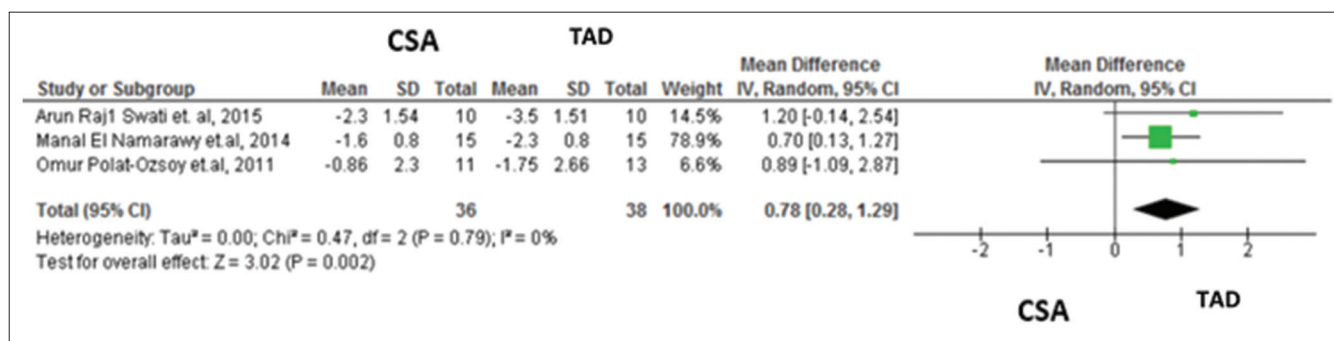 CSA TAD
Mean Difference Mean Difference
Study or Subgroup Mean SD Total Mean SD Total Weight IV, Random, 95% CI IV, Random, 95% CI
Arun Raj1 Swati et. al, 2015 -2.3 1.54 10 -3.5 1.51 10 14.5% 1.20 [-0.14, 2.54]
Manal El Namarawy et.al, 2014 -1.6 0.8 15 -2.3 0.8 15 78.9% 0.70 [0.13, 1.27]
Omur Polat-Ozsoy et.al, 2011 -0.86 2.3 11 -1.75 2.66 13 6.6% 0.89 [-1.09, 2.87]
Total (95% CI) 36 38 100.0% 0.78 [0.28, 1.29]
Heterogeneity: Tau² = 0.00; Chi² = 0.47, df = 2 (P = 0.79); I² = 0%
Test for overall effect: Z = 3.02 (P = 0.002)
-2 -1 0 1 2
CSA TAD